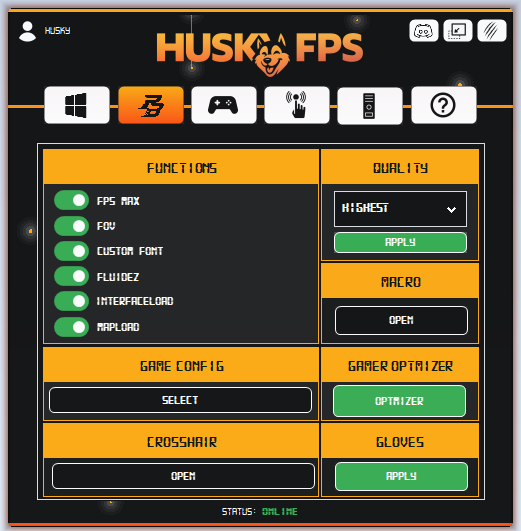 HUSKY
HUSKY FPS
?
FUNCTIONS
QUALITY
FPS MAX
FOV
CUSTOM FONT
FLUIDEZ
INTERFACELOAD
MAPLOAD
HIGHEST
APPLY
MACRO
OPEN
GAME CONFIG
GAMER OPTMIZER
SELECT
OPTMIZER
CROSSHAIR
GLOVES
OPEN
APPLY
STATUS: ONLINE